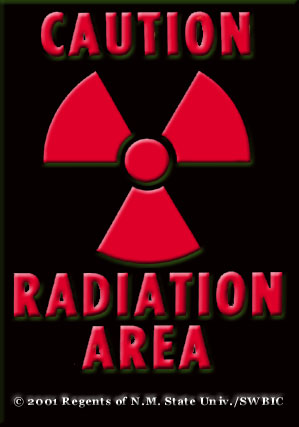 CAUTION
RADIATION
AREA
© 2001 Regents of N.M. State Univ./SWBIC